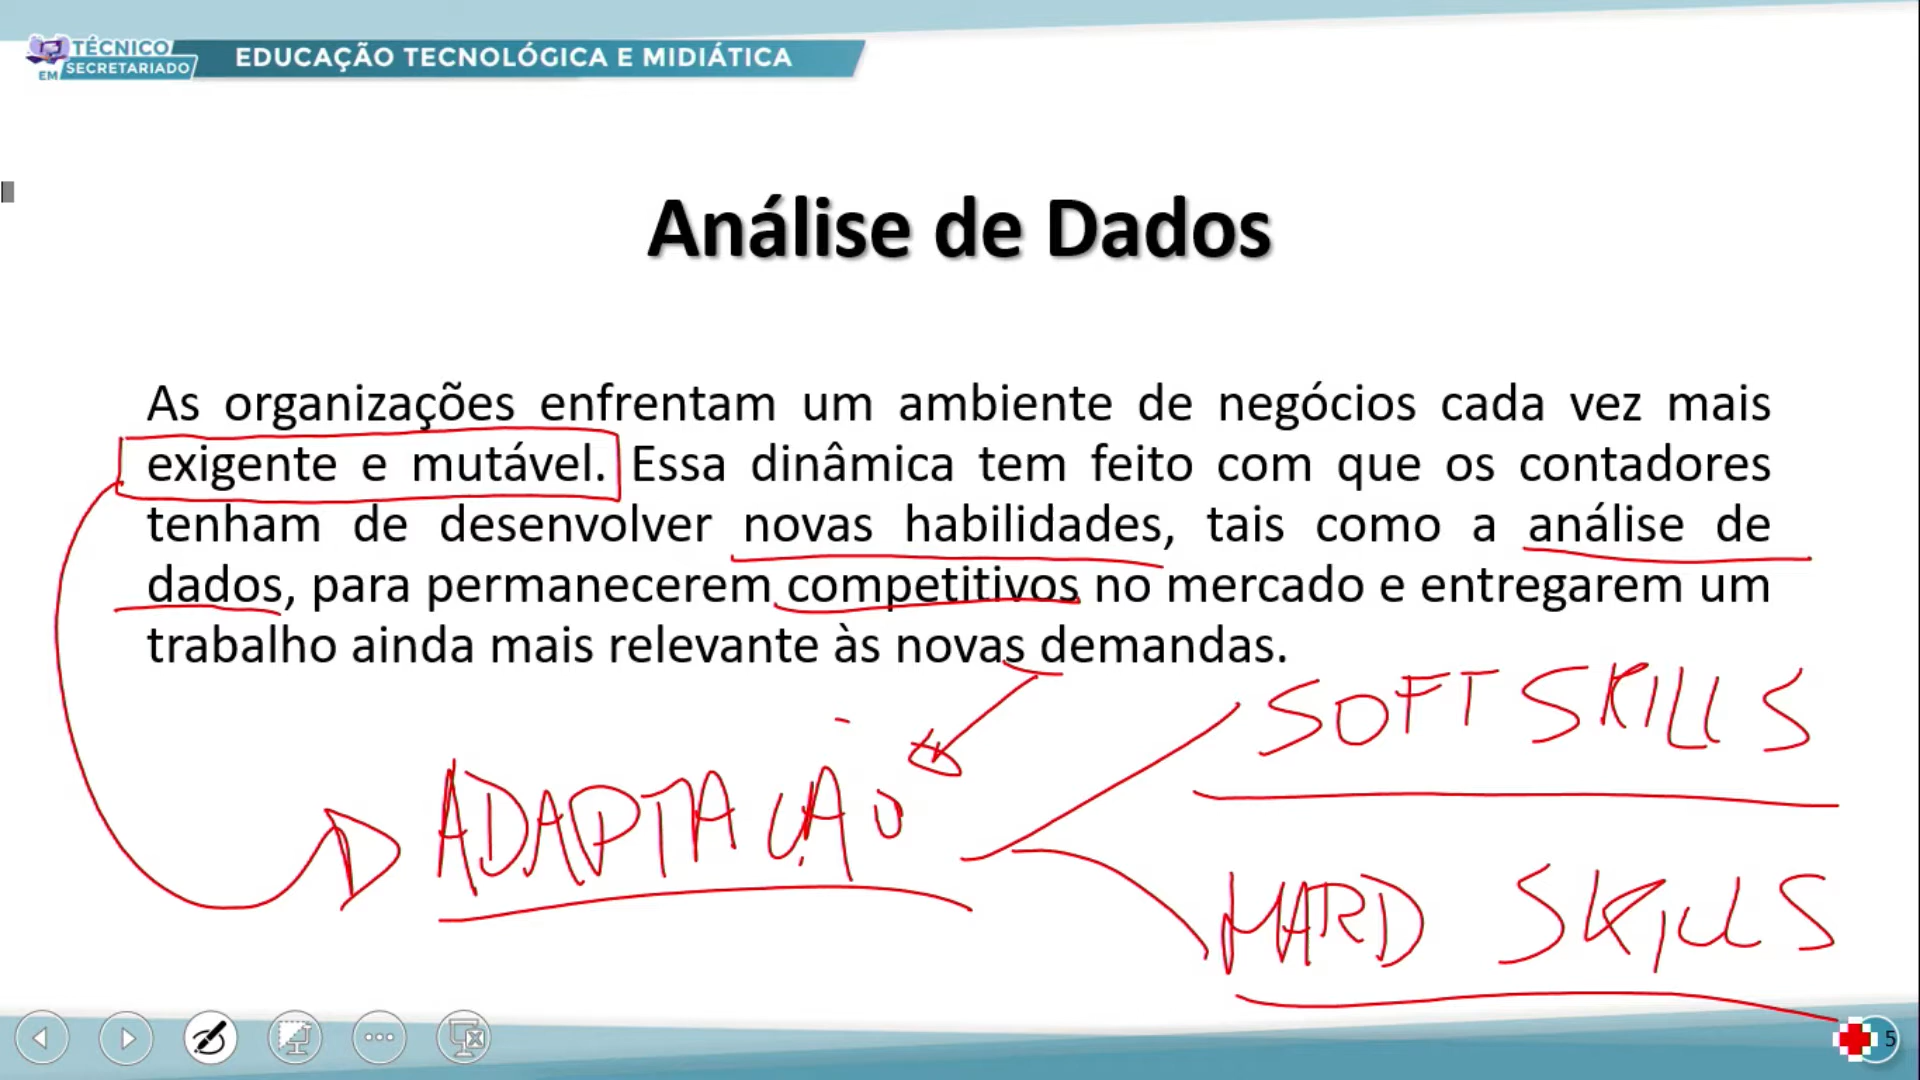 TÉCNICO
EM SECRETARIADO
EDUCAÇÃO TECNOLÓGICA E MIDIÁTICA
Análise de Dados
As organizações enfrentam um ambiente de negócios cada vez mais
exigente e mutável. Essa dinâmica tem feito com que os contadores
tenham de desenvolver novas habilidades, tais como a análise de
dados, para permanecerem competitivos no mercado e entregarem um
trabalho ainda mais relevante às novas demandas.
SOFT SKILLS
ADAPTAÇÃO
HARD SKILLS
5